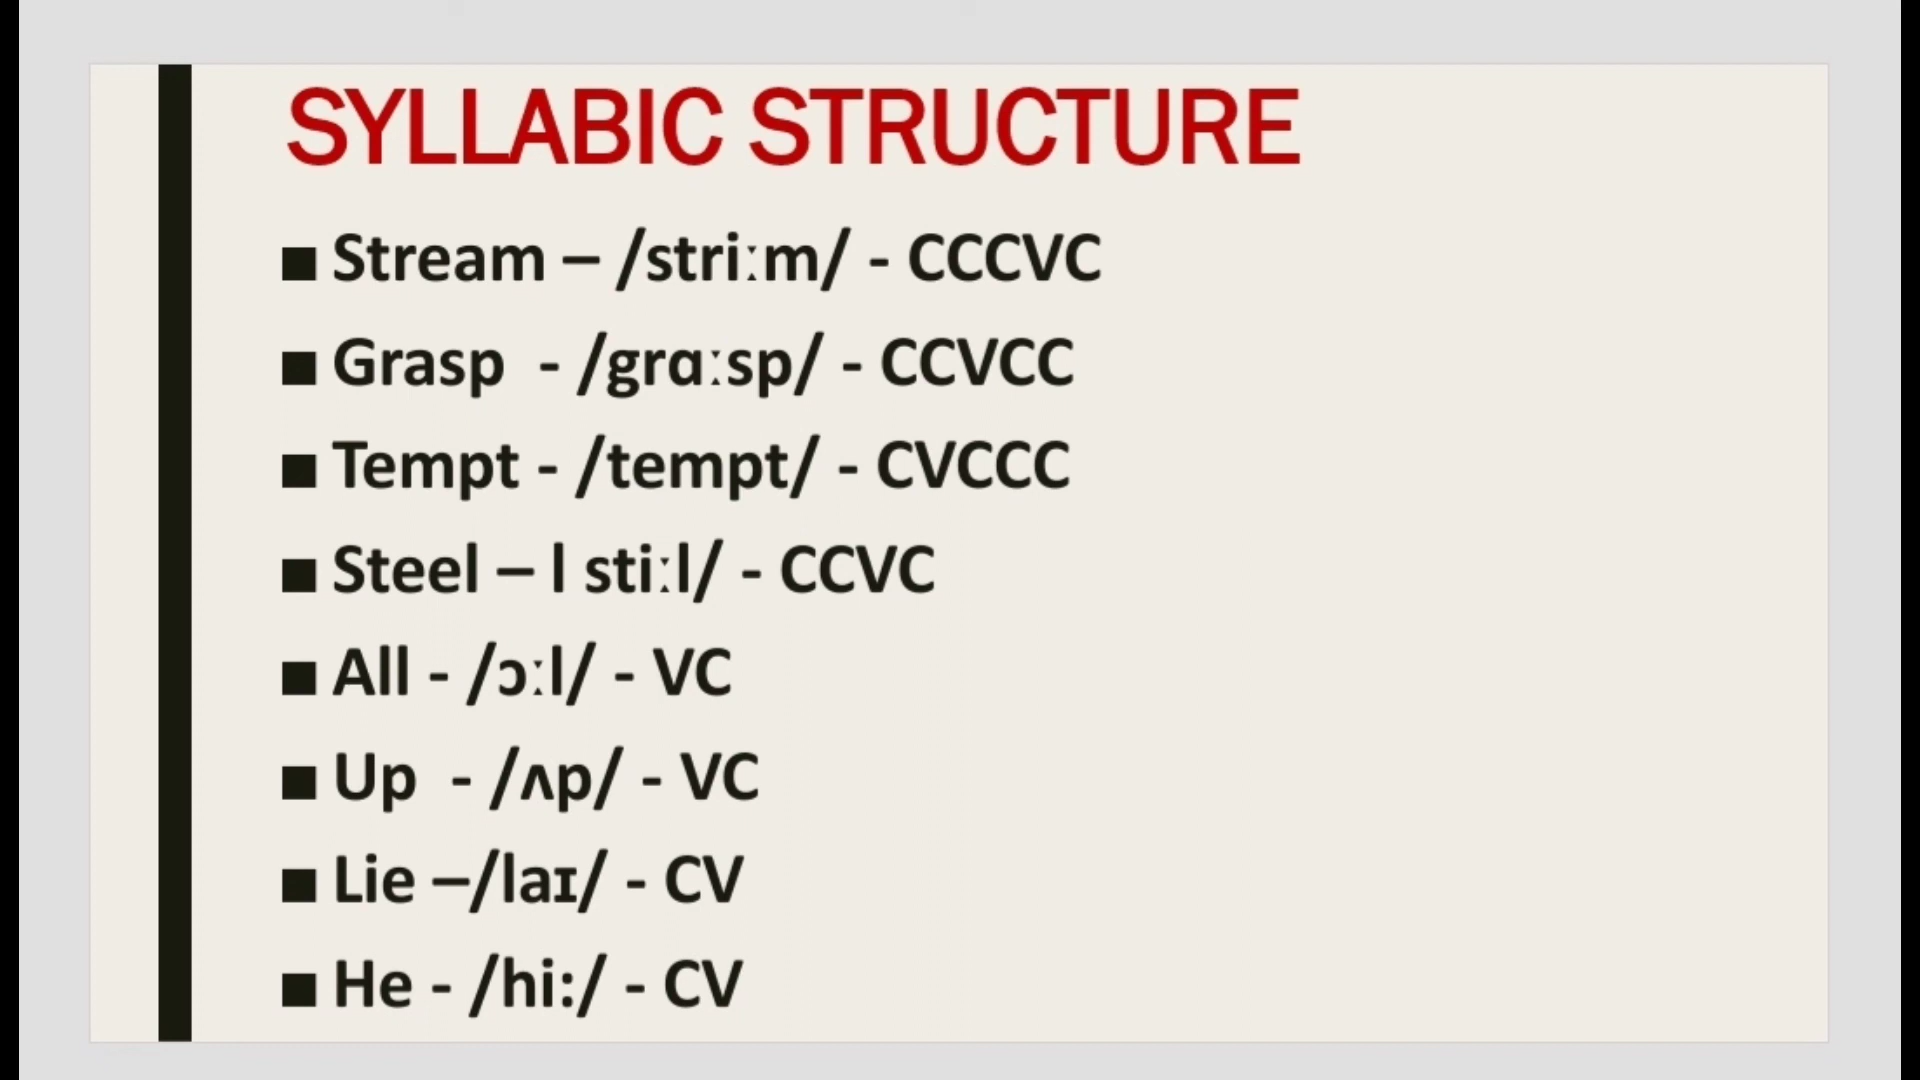 SYLLABIC STRUCTURE
■ Stream – /striːm/ - CCCVC
■ Grasp - /grɑːsp/ - CCVCC
■ Tempt - /tempt/ - CVCCC
■ Steel – l stiːl/ - CCVC
■ All - /ɔːl/ - VC
■ Up - /ʌp/ - VC
■ Lie –/laɪ/ - CV
■ He - /hi:/ - CV